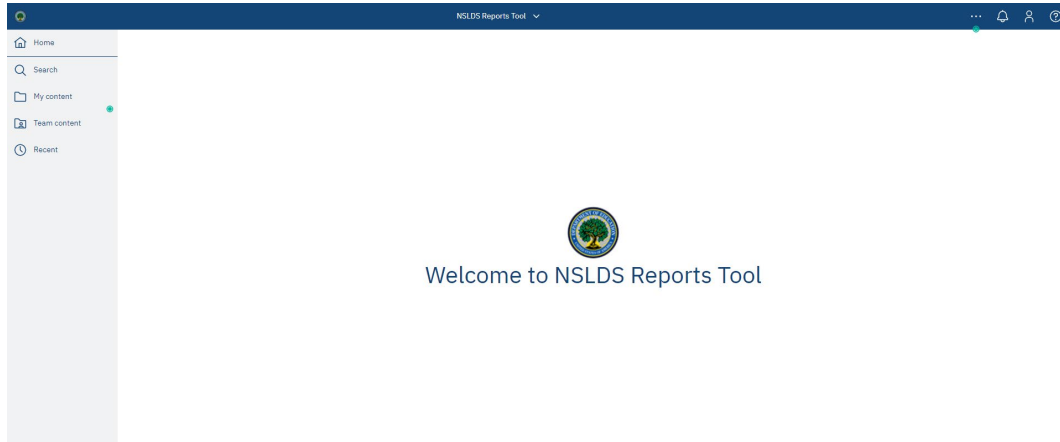 NSLDS Reports Tool
Home
Search
My content
Team content
Recent
Welcome to NSLDS Reports Tool